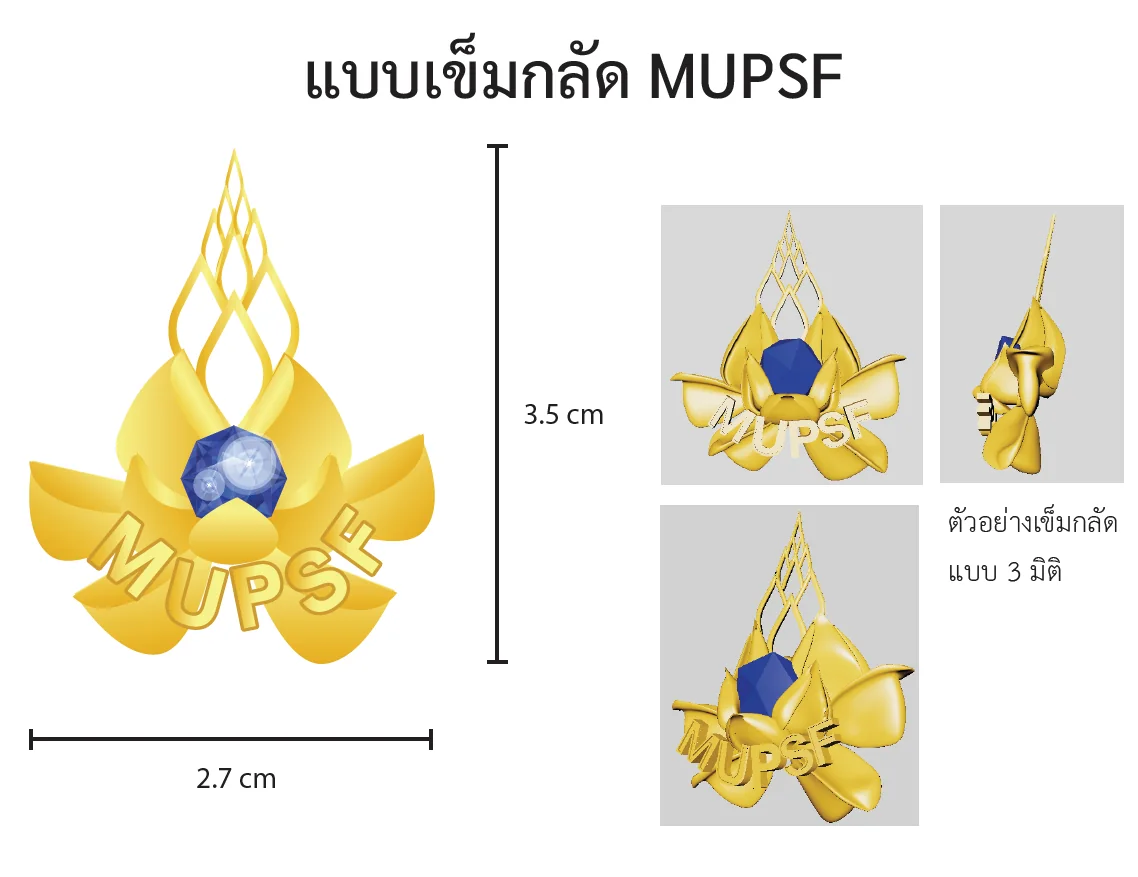 แบบเข็มกลัด MUPSF
MUPSF
3.5 cm
2.7 cm
MUPSF
ตัวอย่างเข็มกลัด
แบบ 3 มิติ
MUPSF